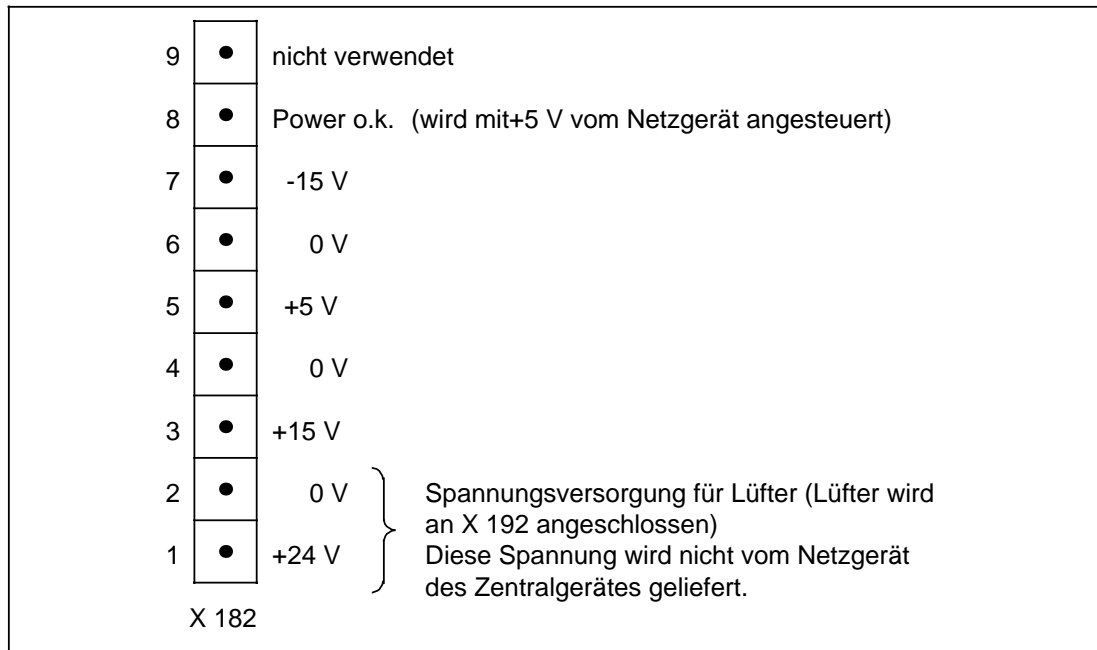 9 nicht verwendet
8 Power o.k. (wird mit+5 V vom Netzgerät angesteuert)
7 -15 V
6 0 V
5 +5 V
4 0 V
3 +15 V
2 0 V Spannungsversorgung für Lüfter (Lüfter wird
an X 192 angeschlossen)
1 +24 V Diese Spannung wird nicht vom Netzgerät
des Zentralgerätes geliefert.
X 182